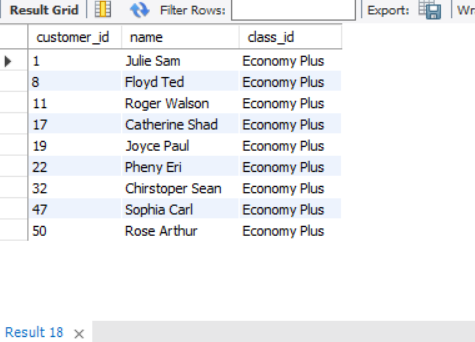 Result Grid Filter Rows: Export: Wr
customer_id name class_id
1 Julie Sam Economy Plus
8 Floyd Ted Economy Plus
11 Roger Walson Economy Plus
17 Catherine Shad Economy Plus
19 Joyce Paul Economy Plus
22 Pheny Eri Economy Plus
32 Chirstoper Sean Economy Plus
47 Sophia Carl Economy Plus
50 Rose Arthur Economy Plus
Result 18